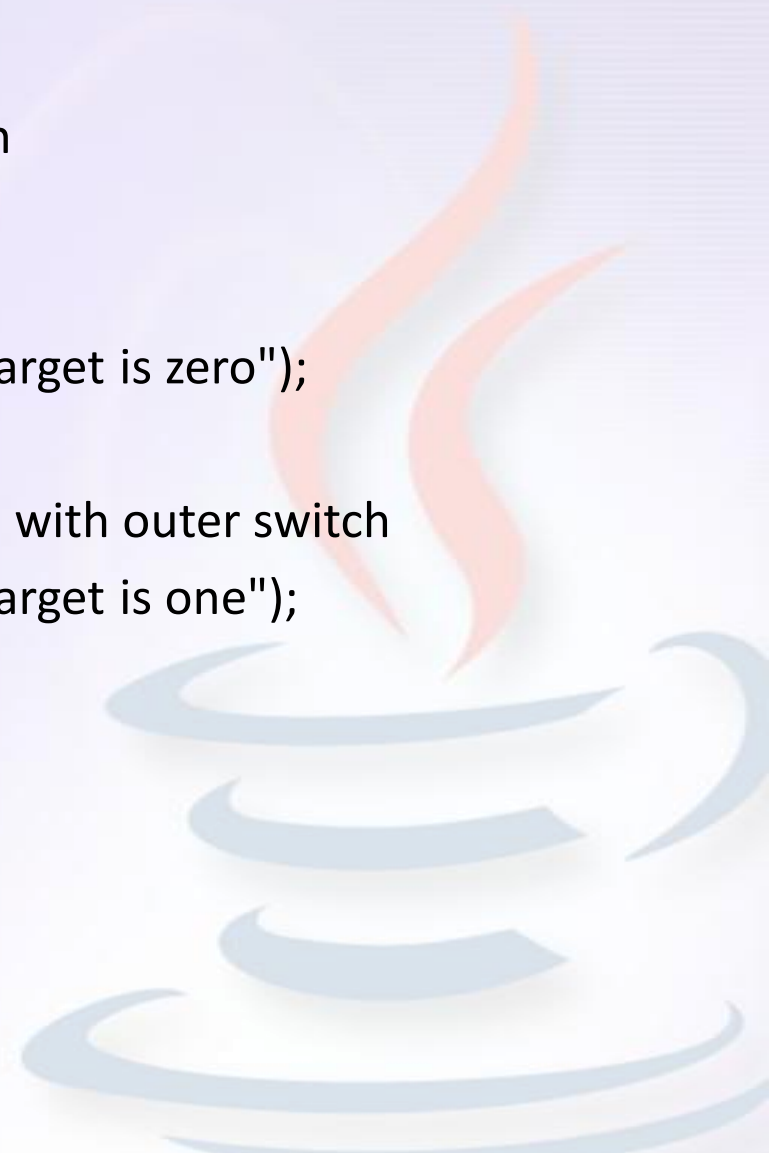 n
arget is zero");
with outer switch
arget is one");